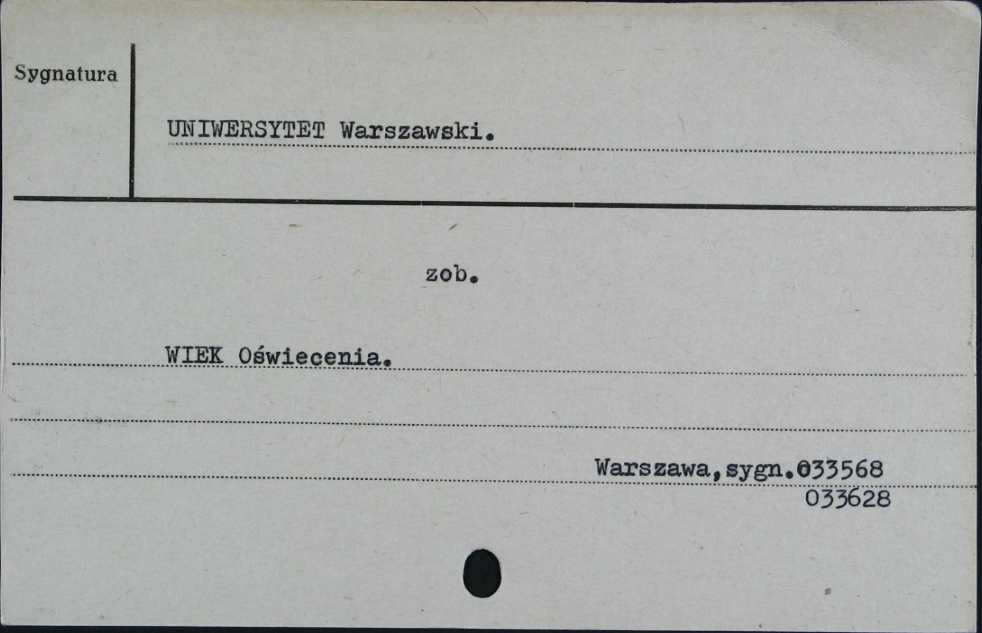 Sygnatura
UNIWERSYTET Warszawski.
zob.
WIEK Oświecenia.
Warszawa,sygn.033568
033628